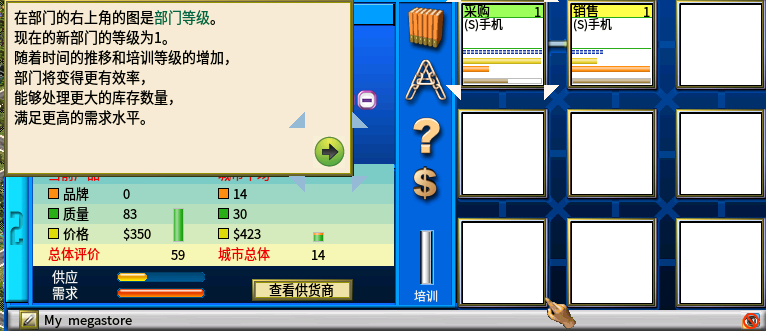 在部门的右上角的图是部门等级。
现在的新部门的等级为1。
随着时间的推移和培训等级的增加，
部门将变得更有效率，
能够处理更大的库存数量，
满足更高的需求水平。
采购 1
(S)手机
销售 1
(S)手机
品牌 0 14
质量 83 30
价格 $350 $423
总体评价 59 城市总体 14
供应
需求
查看供货商
培训
My megastore